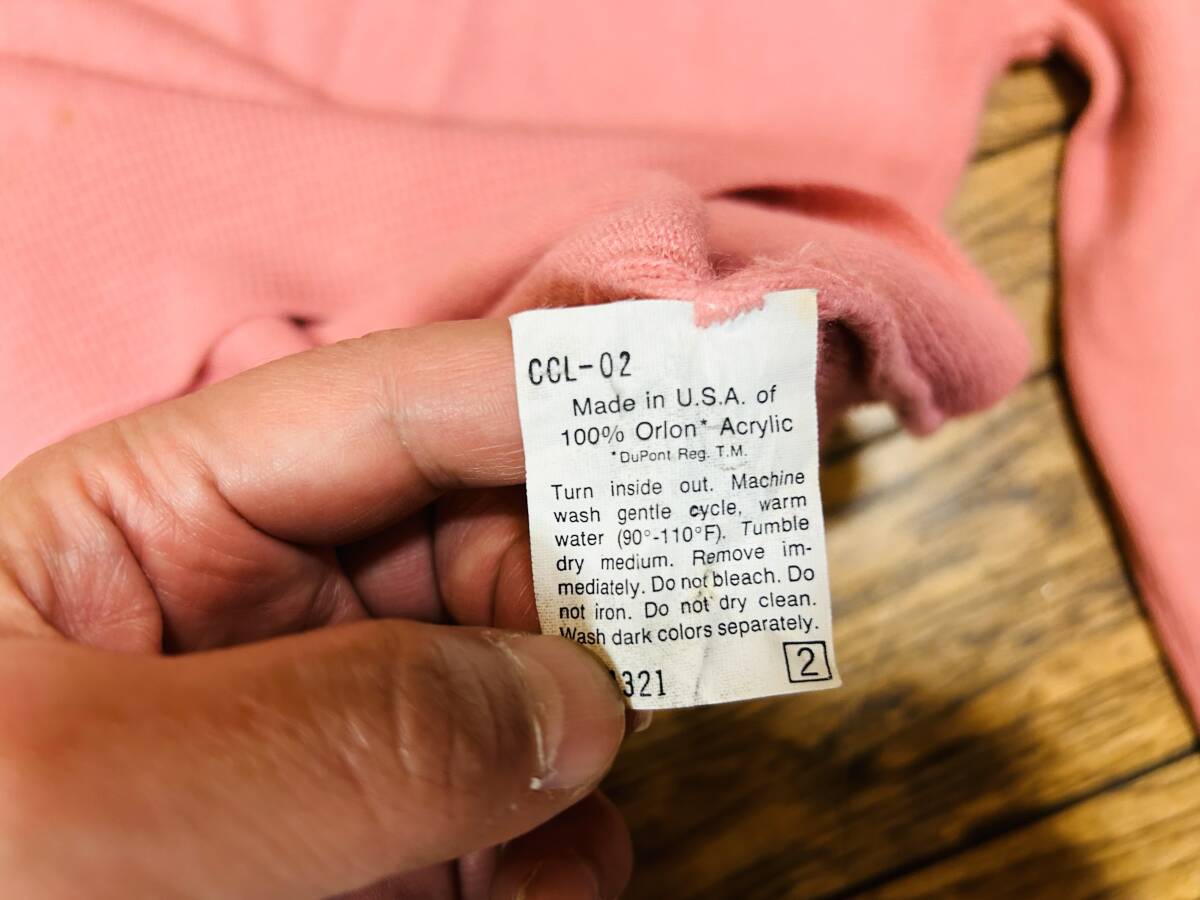 CCL-02
Made in U.S.A. of
100% Orlon* Acrylic
*DuPont Reg. T.M.
Turn inside out. Machine
wash gentle cycle, warm
water (90°-110°F). Tumble
dry medium. Remove im-
mediately. Do not bleach. Do
not iron. Do not dry clean.
Wash dark colors separately.
2